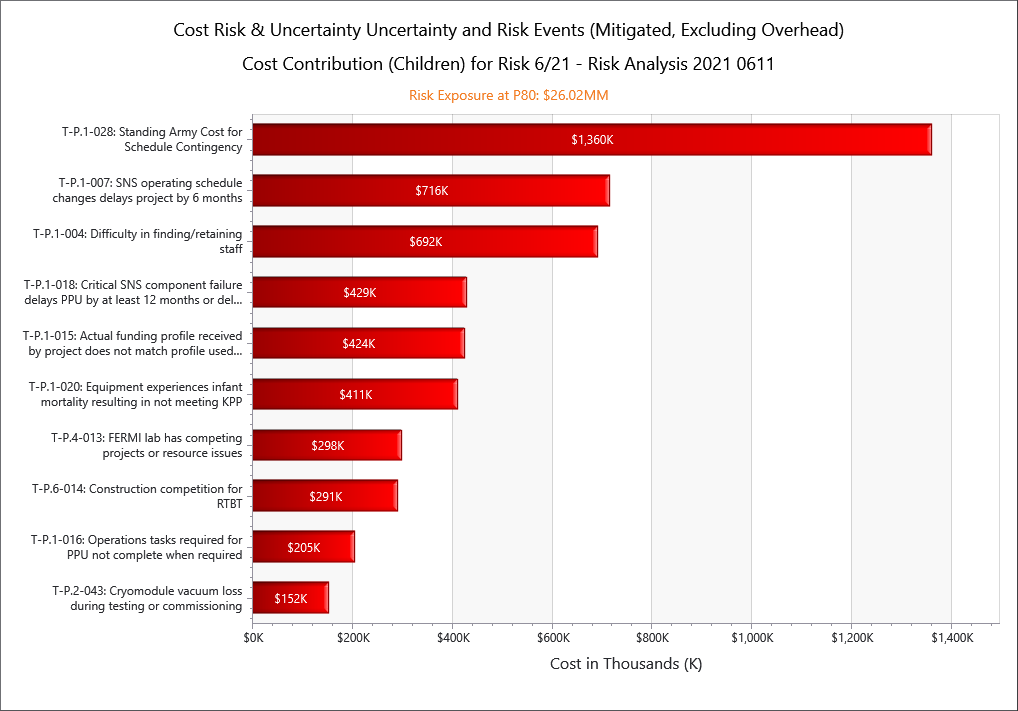 Cost Risk & Uncertainty Uncertainty and Risk Events (Mitigated, Excluding Overhead)
Cost Contribution (Children) for Risk 6/21 - Risk Analysis 2021 0611
Risk Exposure at P80: $26.02MM
T-P.1-028: Standing Army Cost for
Schedule Contingency
$1,360K
T-P.1-007: SNS operating schedule
changes delays project by 6 months
$716K
T-P.1-004: Difficulty in finding/retaining
staff
$692K
T-P.1-018: Critical SNS component failure
delays PPU by at least 12 months or del...
$429K
T-P.1-015: Actual funding profile received
by project does not match profile used...
$424K
T-P.1-020: Equipment experiences infant
mortality resulting in not meeting KPP
$411K
T-P.4-013: FERMI lab has competing
projects or resource issues
$298K
T-P.6-014: Construction competition for
RTBT
$291K
T-P.1-016: Operations tasks required for
PPU not complete when required
$205K
T-P.2-043: Cryomodule vacuum loss
during testing or commissioning
$152K
$0K $200K $400K $600K $800K $1,000K $1,200K $1,400K
Cost in Thousands (K)